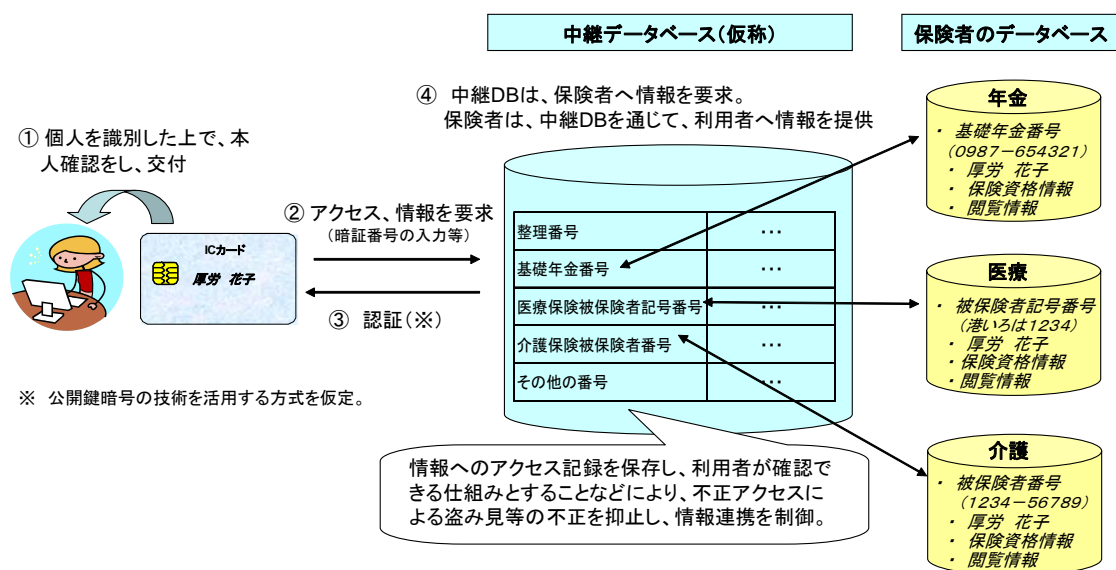 中継データベース(仮称)
保険者のデータベース
④ 中継DBは、保険者へ情報を要求。
保険者は、中継DBを通じて、利用者へ情報を提供
① 個人を識別した上で、本
人確認をし、交付
② アクセス、情報を要求
(暗証番号の入力等)
ICカード
厚労 花子
③ 認証(※)
※ 公開鍵暗号の技術を活用する方式を仮定。
整理番号 …
基礎年金番号 …
医療保険被保険者記号番号 …
介護保険被保険者番号 …
その他の番号 …
情報へのアクセス記録を保存し、利用者が確認で
きる仕組みとすることなどにより、不正アクセスに
よる盗み見等の不正を抑止し、情報連携を制御。
年金
・ 基礎年金番号
(0987-654321)
・ 厚労 花子
・ 保険資格情報
・ 閲覧情報
医療
・ 被保険者記号番号
(港いろは1234)
・ 厚労 花子
・ 保険資格情報
・ 閲覧情報
介護
・ 被保険者番号
(1234-56789)
・ 厚労 花子
・ 保険資格情報
・ 閲覧情報